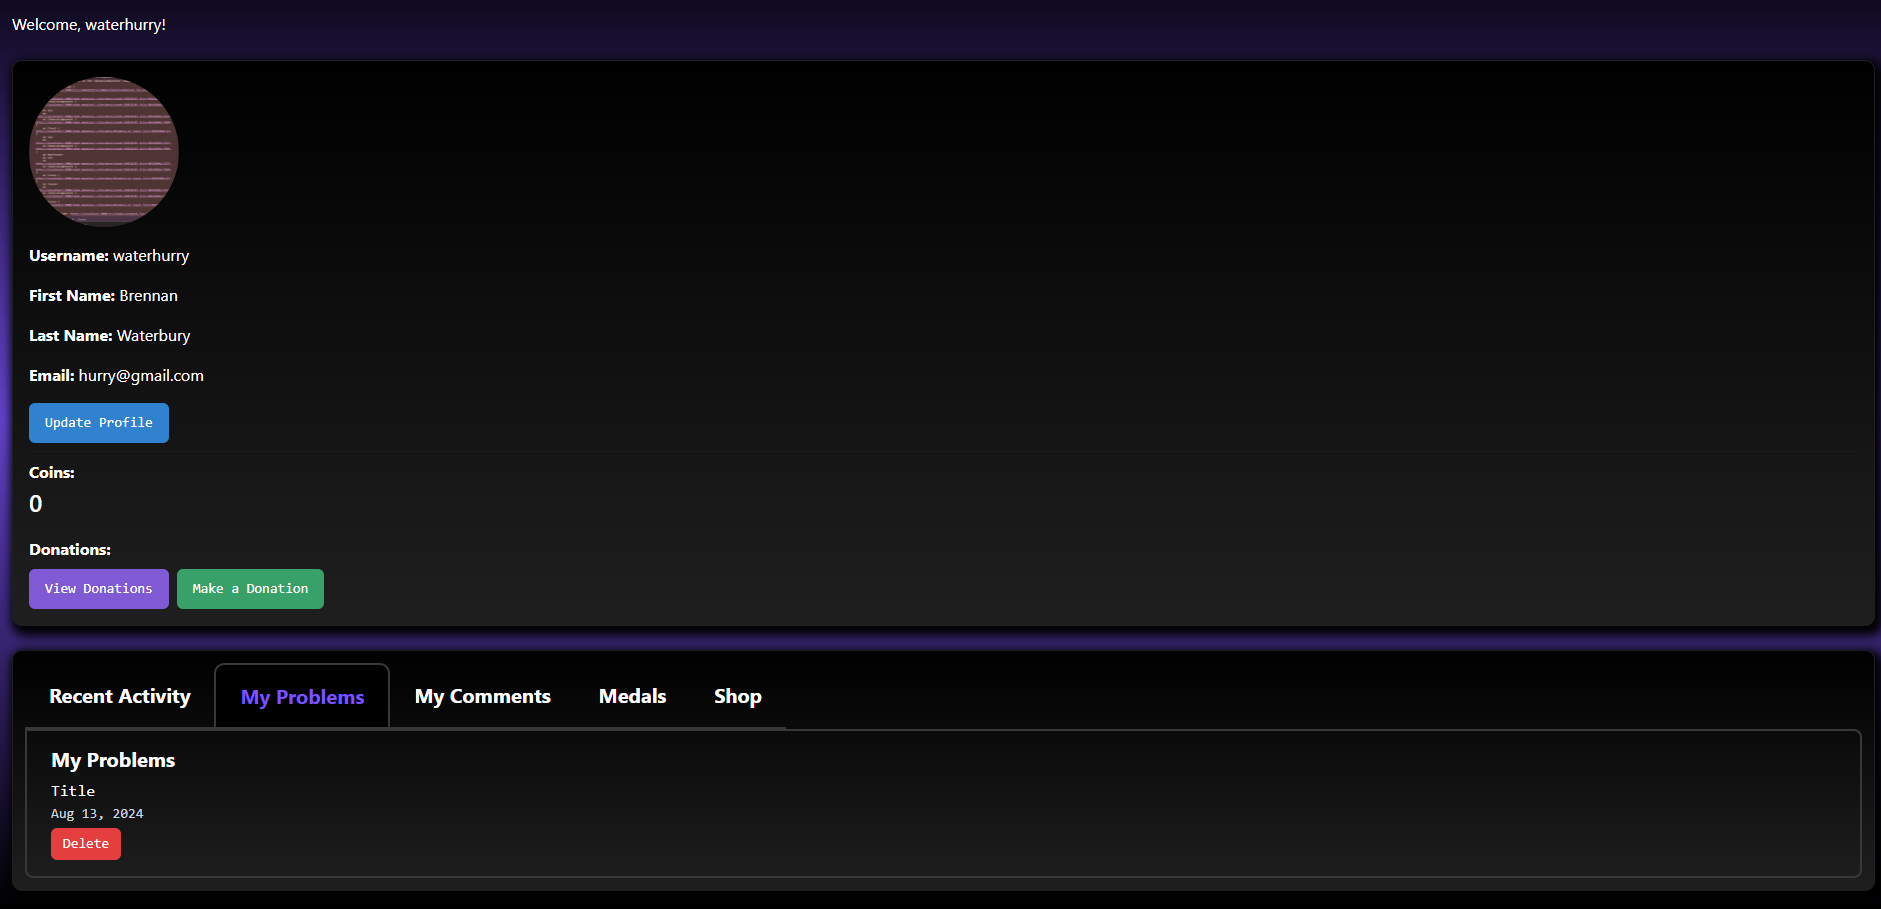 Welcome, waterhurry!
Username: waterhurry
First Name: Brennan
Last Name: Waterbury
Email: hurry@gmail.com
Update Profile
Coins:
0
Donations:
View Donations Make a Donation
Recent Activity My Problems My Comments Medals Shop
My Problems
Title
Aug 13, 2024
Delete